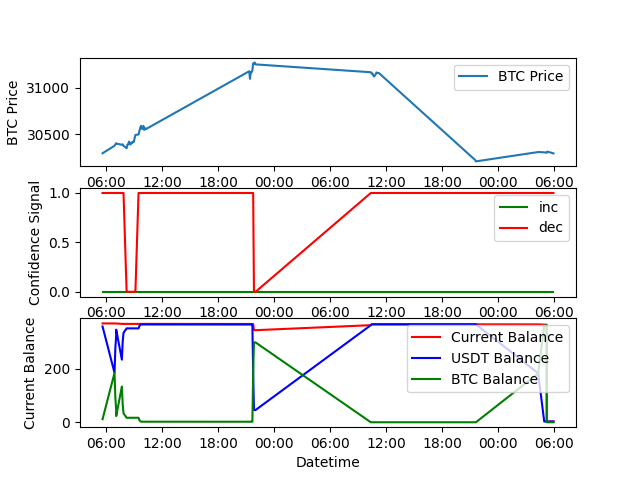 BTC Price
31000
30500
BTC Price
06:00 12:00 18:00 00:00 06:00 12:00 18:00 00:00 06:00
Confidence Signal
1.0
0.5
0.0
inc
dec
06:00 12:00 18:00 00:00 06:00 12:00 18:00 00:00 06:00
Current Balance
200
0
Current Balance
USDT Balance
BTC Balance
06:00 12:00 18:00 00:00 06:00 12:00 18:00 00:00 06:00
Datetime